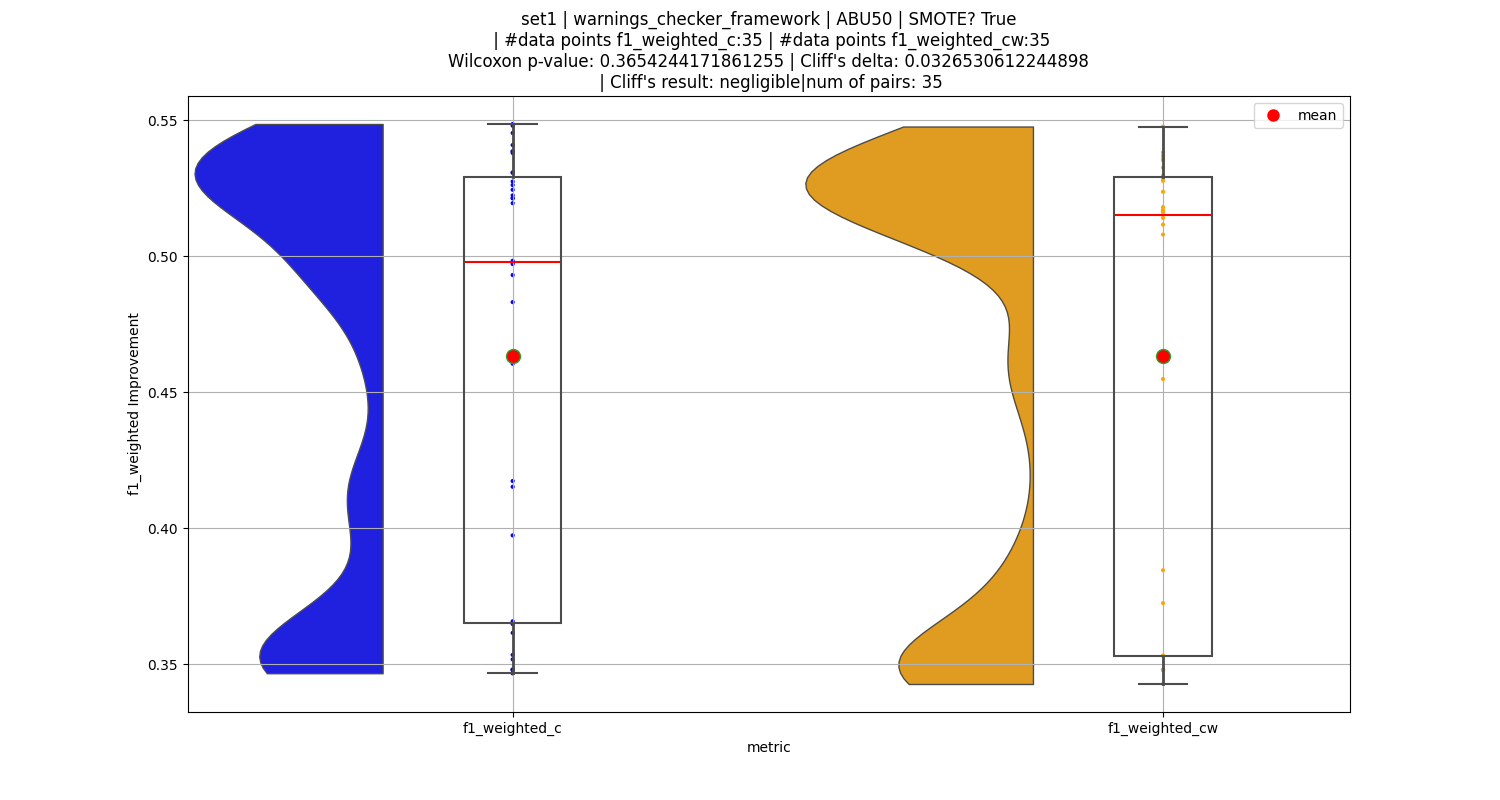 set1 | warnings_checker_framework | ABU50 | SMOTE? True
| #data points f1_weighted_c:35 | #data points f1_weighted_cw:35
Wilcoxon p-value: 0.3654244171861255 | Cliff's delta: 0.0326530612244898
| Cliff's result: negligible|num of pairs: 35
mean
0.55
0.50
0.45
0.40
0.35
f1_weighted Improvement
f1_weighted_c
f1_weighted_cw
metric